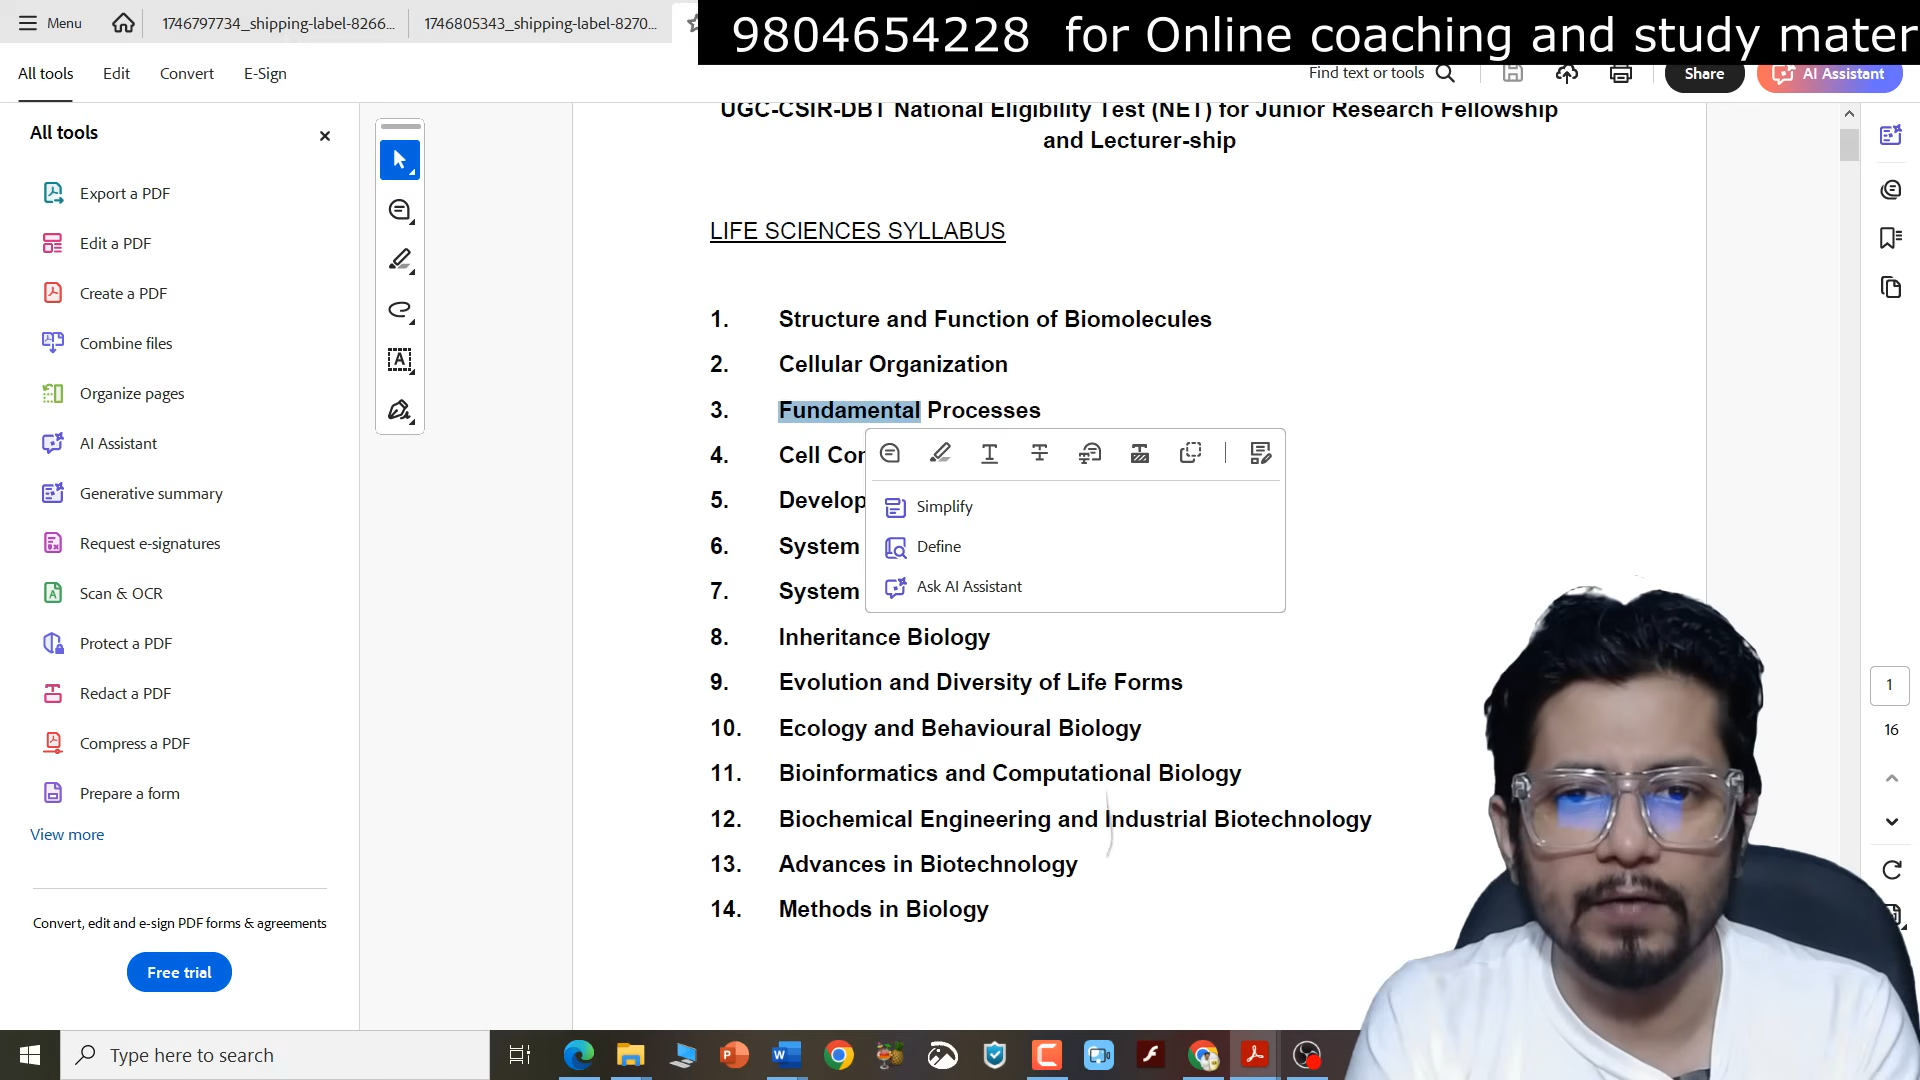 Menu
1746797734_shipping-label-8266...
1746805343_shipping-label-8270...
9804654228 for Online coaching and study mater
All tools
Edit
Convert
E-Sign
Find text or tools
Share
AI Assistant
All tools
Export a PDF
Edit a PDF
Create a PDF
Combine files
Organize pages
AI Assistant
Generative summary
Request e-signatures
Scan & OCR
Protect a PDF
Redact a PDF
Compress a PDF
Prepare a form
View more
Convert, edit and e-sign PDF forms & agreements
Free trial
UGC-CSIR-DBT National Eligibility Test (NET) for Junior Research Fellowship
and Lecturer-ship
LIFE SCIENCES SYLLABUS
1. Structure and Function of Biomolecules
2. Cellular Organization
3. Fundamental Processes
4. Cell Co
5. Develop
6. System
7. System
Simplify
Define
Ask AI Assistant
8. Inheritance Biology
9. Evolution and Diversity of Life Forms
10. Ecology and Behavioural Biology
11. Bioinformatics and Computational Biology
12. Biochemical Engineering and Industrial Biotechnology
13. Advances in Biotechnology
14. Methods in Biology
1
16
Type here to search